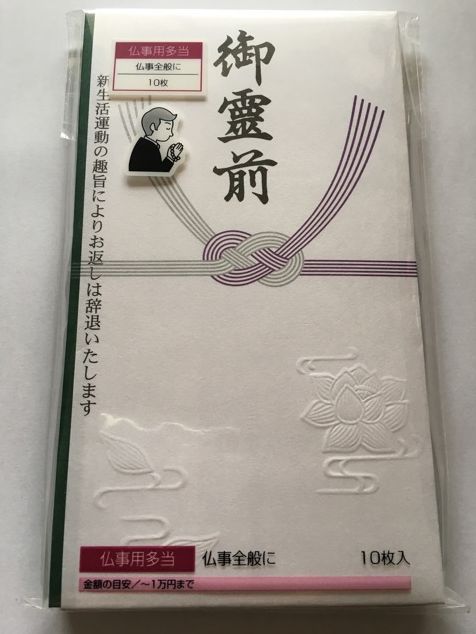 仏事用多当
仏事全般に
10枚
御霊前
新生活運動の趣旨によりお返しは辞退いたします
仏事用多当
仏事全般に
10枚入
金額の目安/~1万円まで